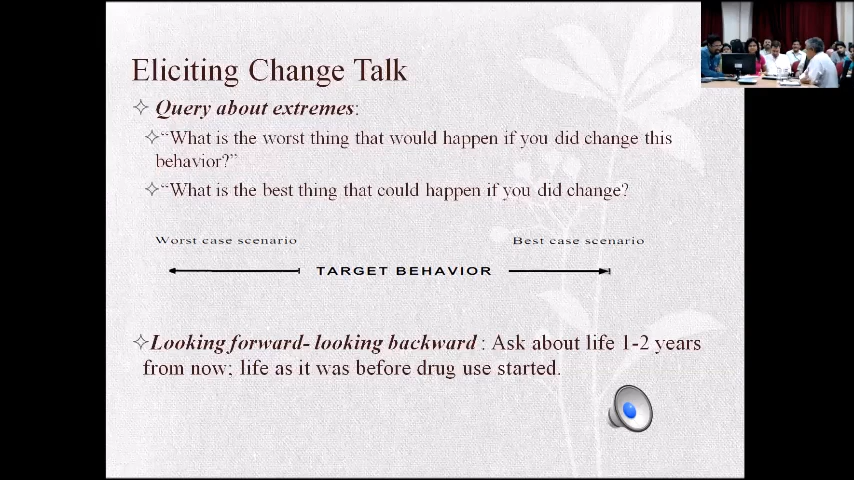 Eliciting Change Talk
Query about extremes:
“What is the worst thing that would happen if you did change this
behavior?”
“What is the best thing that could happen if you did change?
Worst case scenario Best case scenario
TARGET BEHAVIOR
Looking forward- looking backward : Ask about life 1-2 years
from now; life as it was before drug use started.